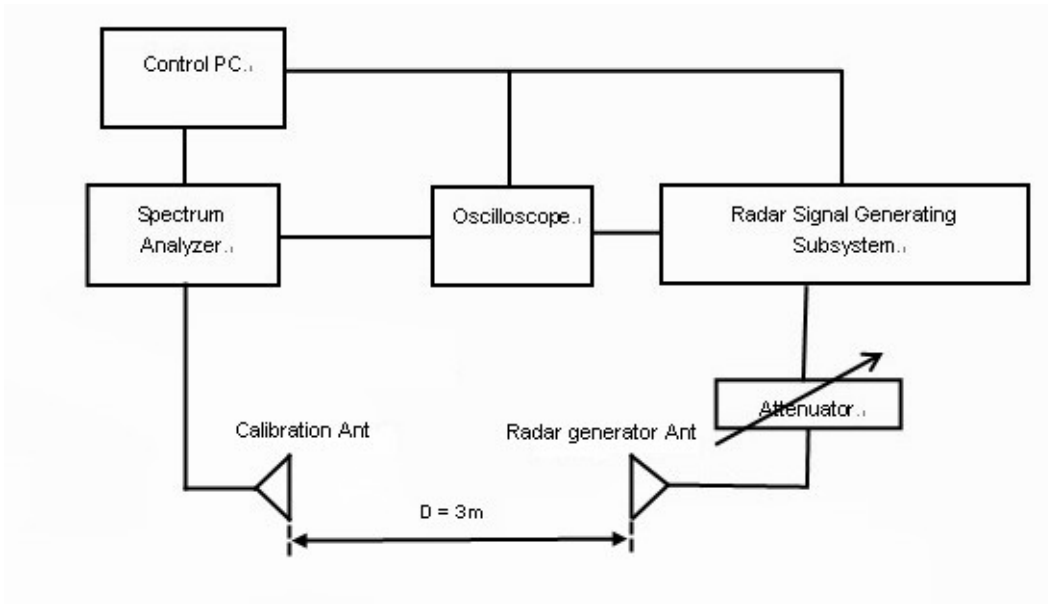 Control PC
Spectrum
Analyzer
Oscilloscope
Radar Signal Generating
Subsystem
Attenuator
Calibration Ant
Radar generator Ant
D = 3m